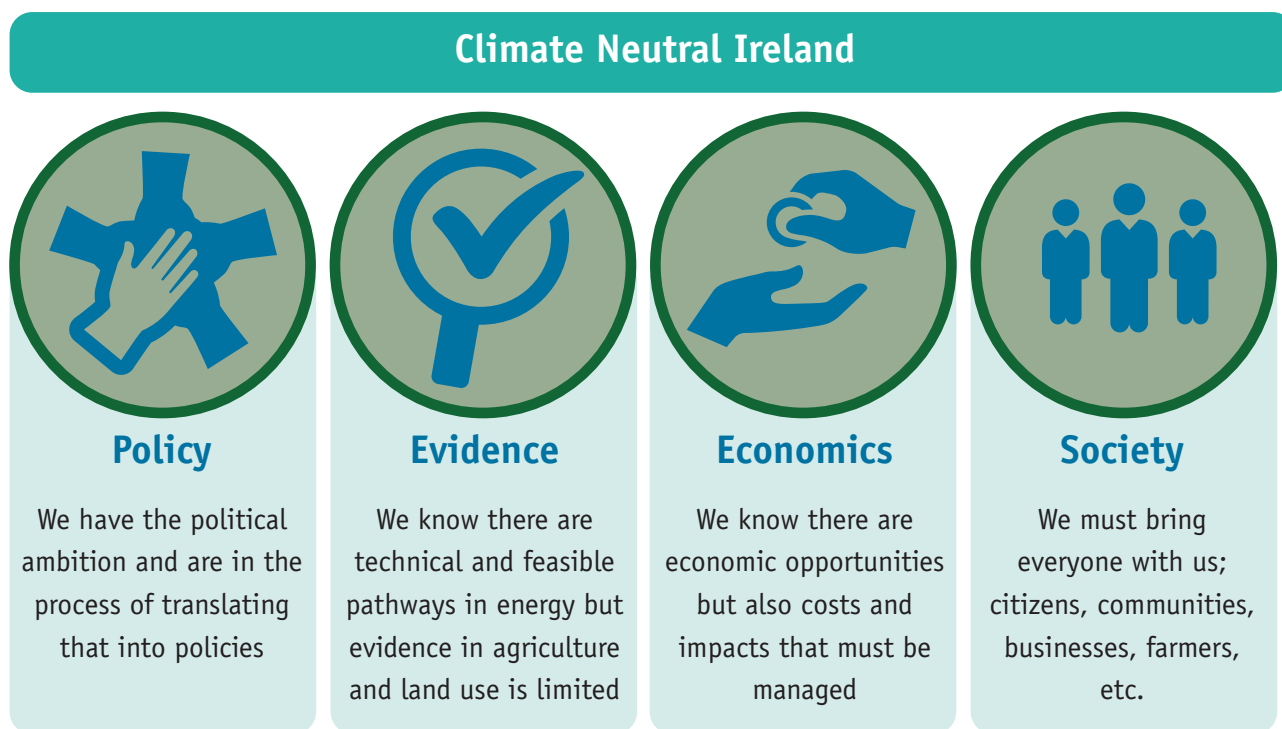 Climate Neutral Ireland
Policy
We have the political
ambition and are in the
process of translating
that into policies
Evidence
We know there are
technical and feasible
pathways in energy but
evidence in agriculture
and land use is limited
Economics
We know there are
economic opportunities
but also costs and
impacts that must be
managed
Society
We must bring
everyone with us;
citizens, communities,
businesses, farmers,
etc.